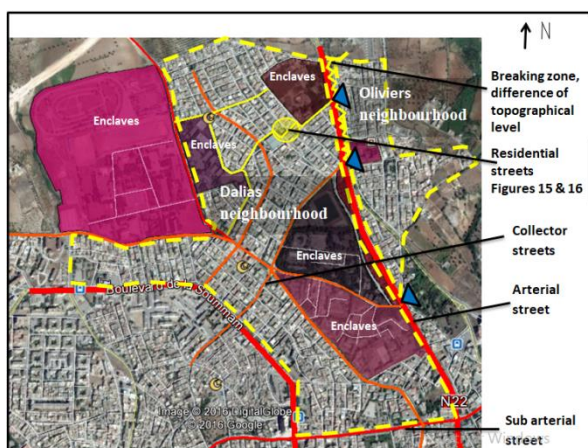 N
Enclaves
Oliviers
neighbourhood
Enclaves
Enclaves
Dalias
neighbourhood
Enclaves
Enclaves
Boulevard de la Soummam
N22
Image © 2016 DigitalGlobe
© 2016 Google
Breaking zone,
difference of
topographical
level
Residential
streets
Figures 15 & 16
Collector
streets
Arterial
street
Sub arterial
street